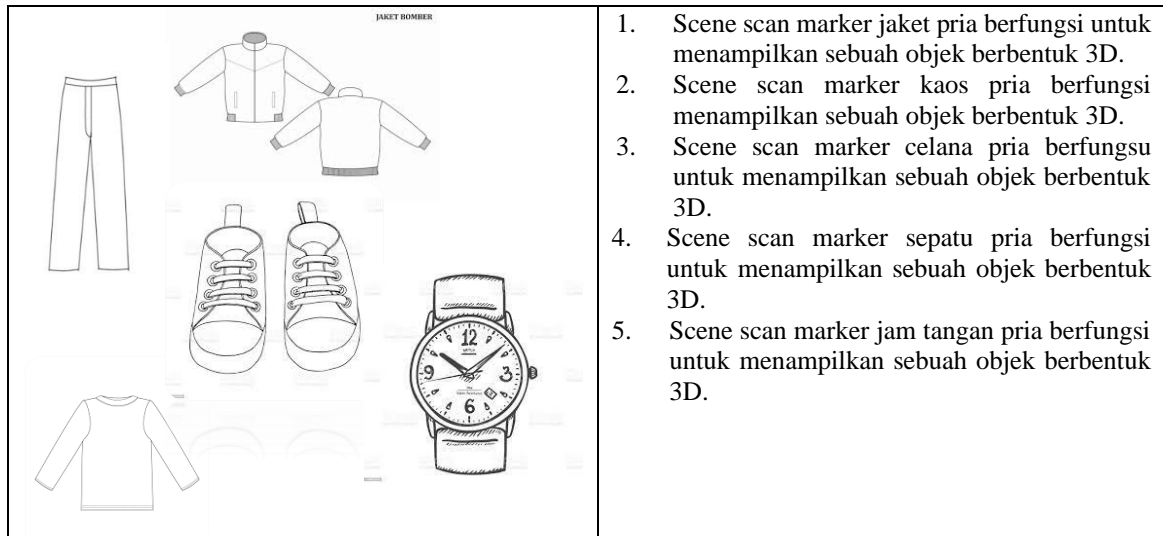 JAKET BOMBER
1. Scene scan marker jaket pria berfungsi untuk
menampilkan sebuah objek berbentuk 3D.
2. Scene scan marker kaos pria berfungsi
menampilkan sebuah objek berbentuk 3D.
3. Scene scan marker celana pria berfungsu
untuk menampilkan sebuah objek berbentuk
3D.
4. Scene scan marker sepatu pria berfungsi
untuk menampilkan sebuah objek berbentuk
3D.
5. Scene scan marker jam tangan pria berfungsi
untuk menampilkan sebuah objek berbentuk
3D.
12
9 3
6